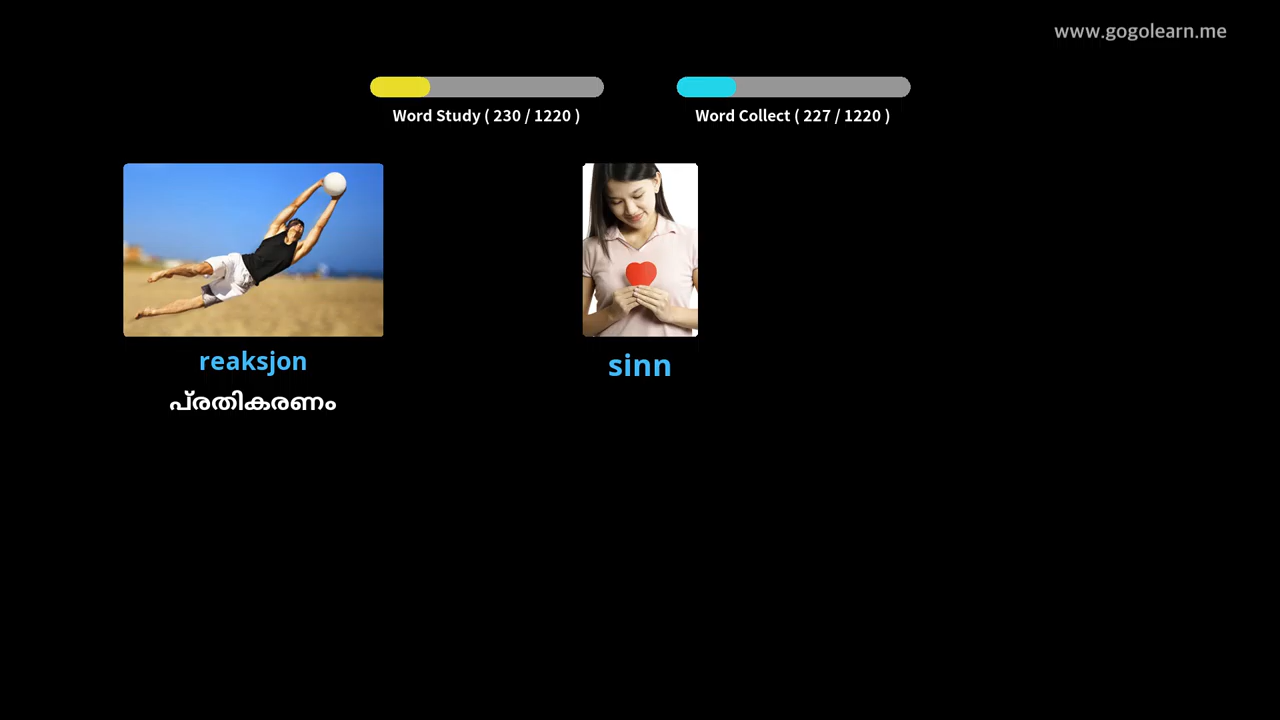 www.gogolearn.me
Word Study ( 230 / 1220 )
Word Collect ( 227 / 1220 )
reaksjon
പ്രതികരണം
sinn